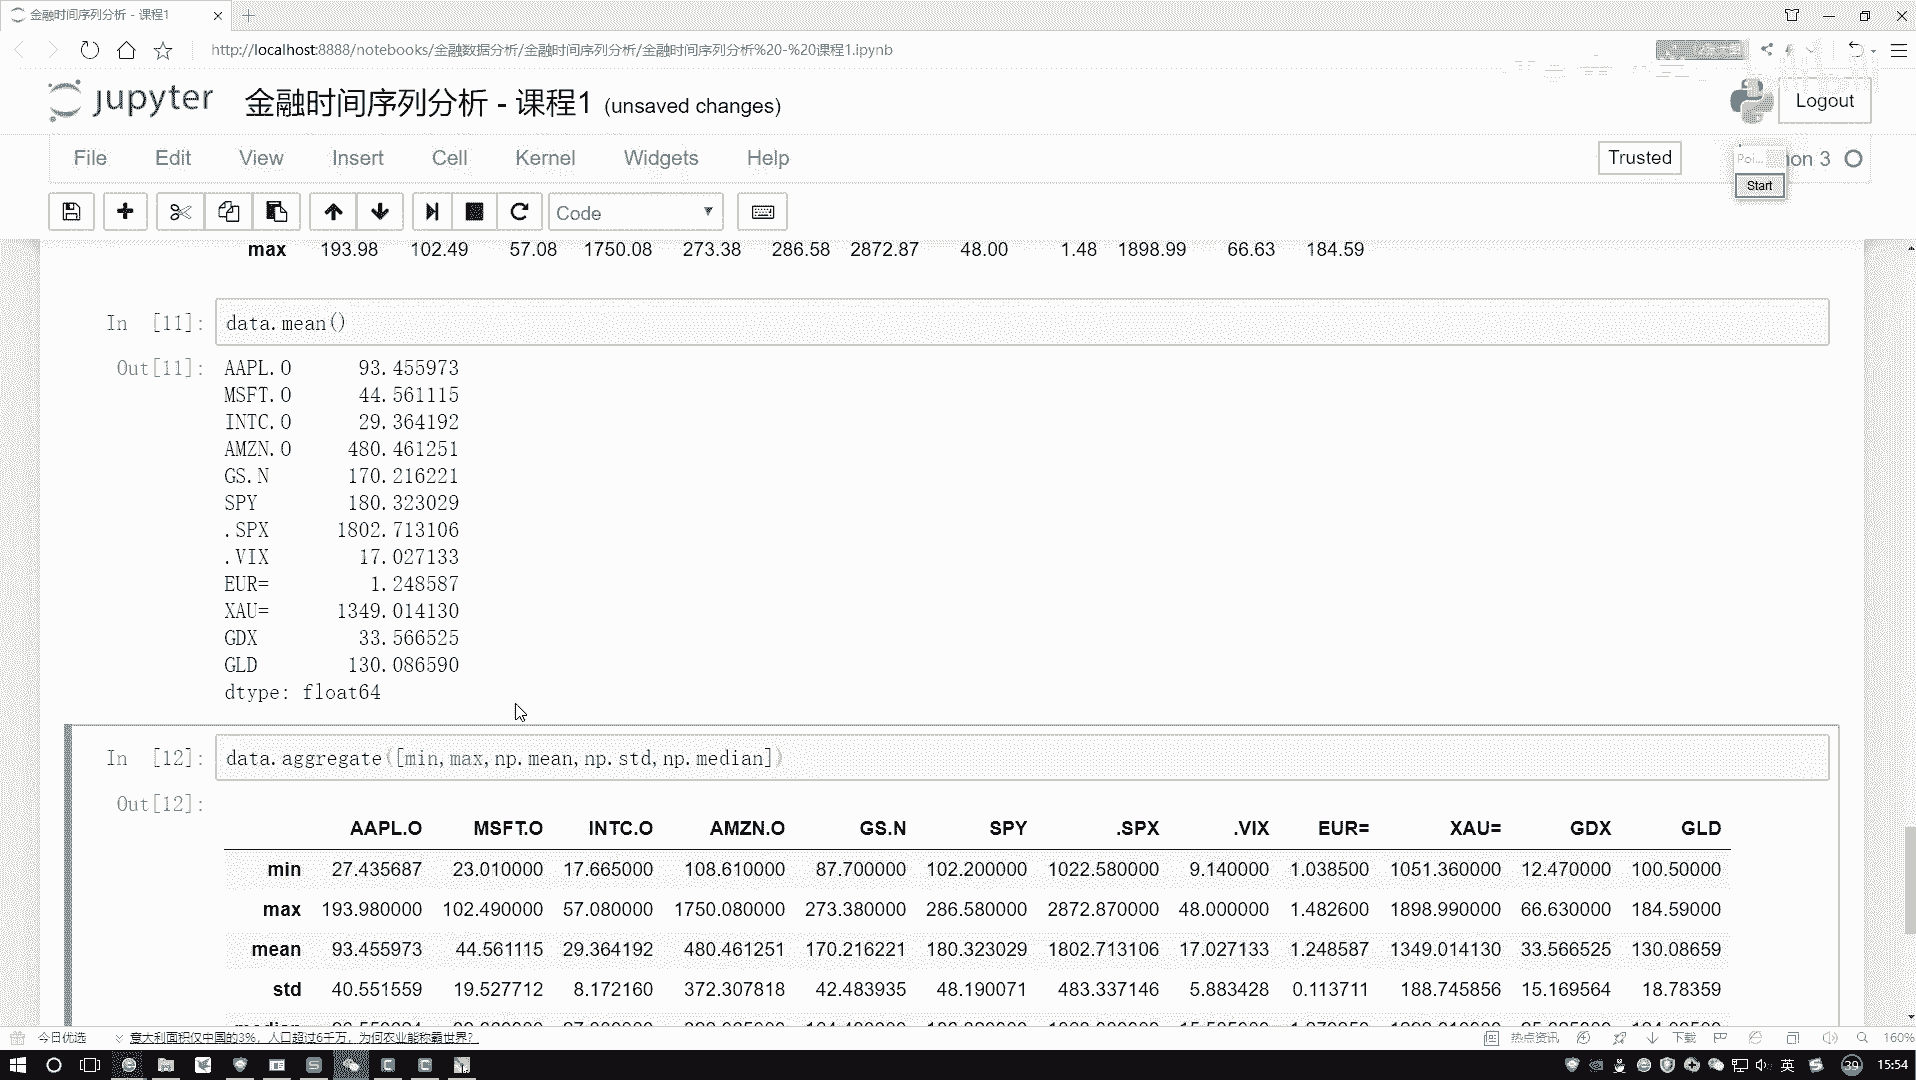 金融时间序列分析 - 课程1
http://localhost:8888/notebooks/金融数据分析/金融时间序列分析/金融时间序列分析%20-%20课程1.ipynb
jupyter 金融时间序列分析 - 课程1 (unsaved changes)
Logout
File Edit View Insert Cell Kernel Widgets Help
Trusted
Poi... on 3
Start
Code
max 193.98 102.49 57.08 1750.08 273.38 286.58 2872.87 48.00 1.48 1898.99 66.63 184.59
In [11]: data.mean()
Out[11]: AAPL.O 93.455973
MSFT.O 44.561115
INTC.O 29.364192
AMZN.O 480.461251
GS.N 170.216221
SPY 180.323029
.SPX 1802.713106
.VIX 17.027133
EUR= 1.248587
XAU= 1349.014130
GDX 33.566525
GLD 130.086590
dtype: float64
In [12]: data.aggregate([min,max,np.mean,np.std,np.median])
Out[12]:
AAPL.O MSFT.O INTC.O AMZN.O GS.N SPY .SPX .VIX EUR= XAU= GDX GLD
min 27.435687 23.010000 17.665000 108.610000 87.700000 102.200000 1022.580000 9.140000 1.038500 1051.360000 12.470000 100.50000
max 193.980000 102.490000 57.080000 1750.080000 273.380000 286.580000 2872.870000 48.000000 1.482600 1898.990000 66.630000 184.59000
mean 93.455973 44.561115 29.364192 480.461251 170.216221 180.323029 1802.713106 17.027133 1.248587 1349.014130 33.566525 130.08659
std 40.551559 19.527712 8.172160 372.307818 42.483935 48.190071 483.337146 5.883428 0.113711 188.745856 15.169564 18.78359
今日优选 意大利面积仅中国的3%，人口超过6千万，为何农业能称霸世界？ 热点资讯 下载 160%
英 39 15:54